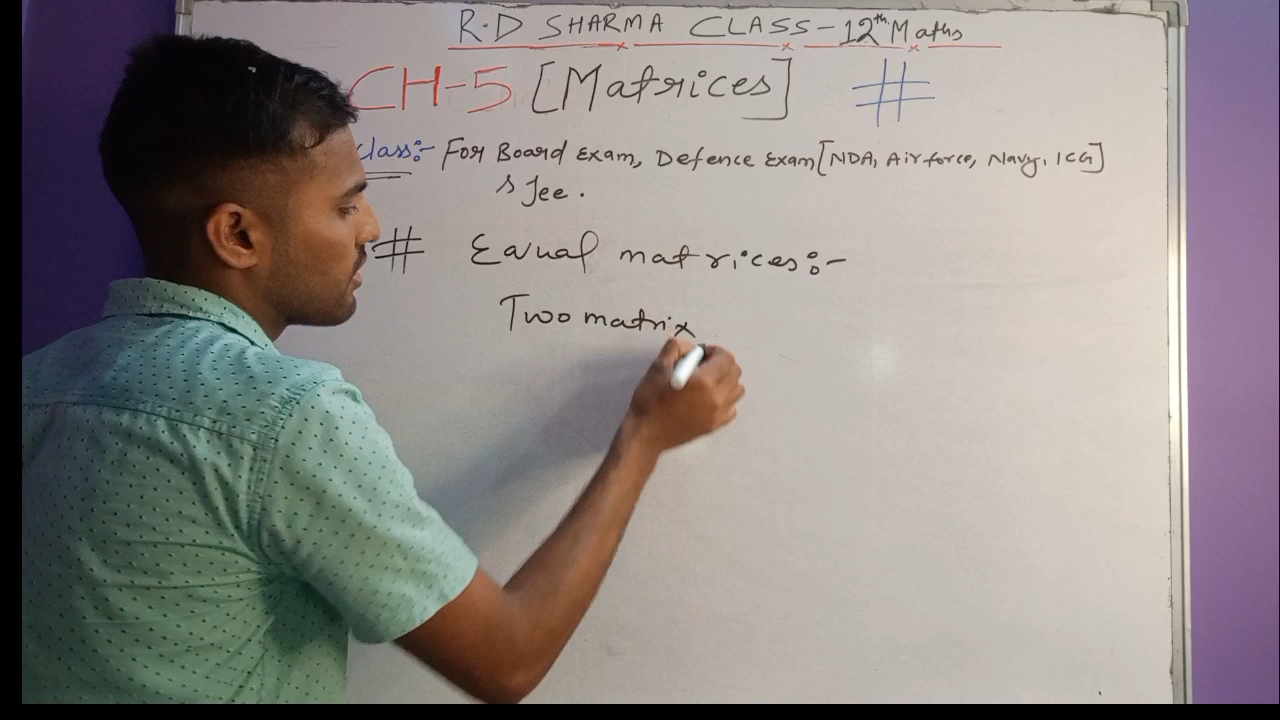 R.D SHARMA CLASS-12th Maths
CH-5 [Matrices] #
class:- For Board Exam, Defence Exam [NDA, Airforce, Navy, ICG]
& Jee.
# Equal matrices:-
Two matrix